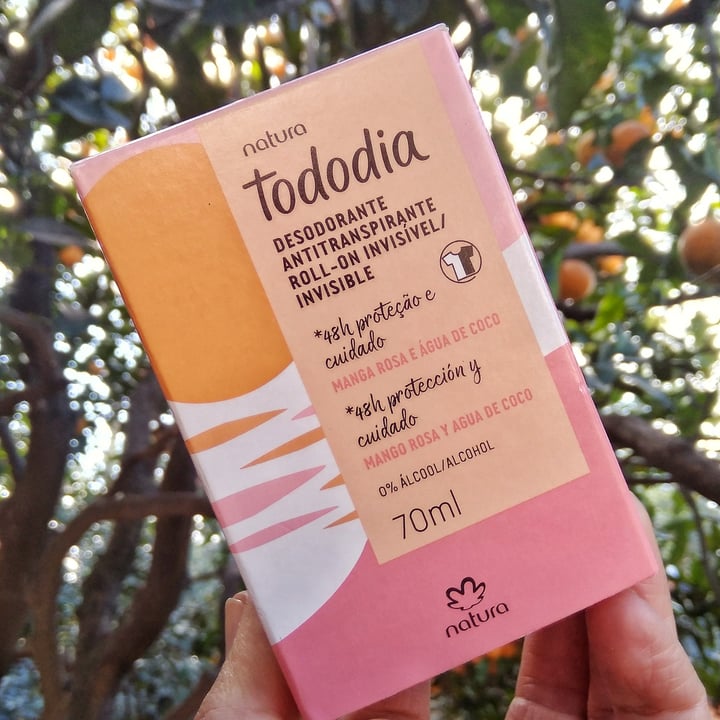 natura
tododia
DESODORANTE
ANTITRANSPIRANTE
ROLL-ON INVISÍVEL/
INVISIBLE
*48h proteção e
cuidado
MANGA ROSA E ÁGUA DE COCO
*48h protección y
cuidado
MANGO ROSA Y AGUA DE COCO
0% ÁLCOOL/ALCOHOL
70ml
natura